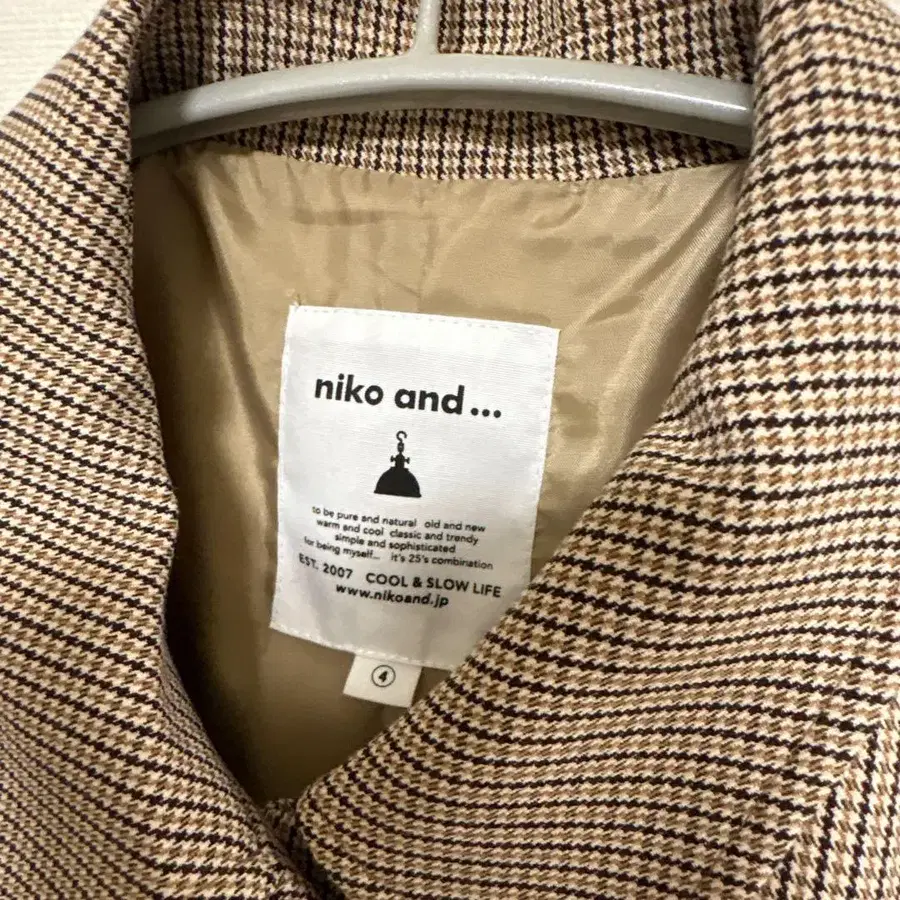 niko and...
to be pure and natural old and new
warm and cool classic and trendy
simple and sophisticated
for being myself... it's 25's combination
EST. 2007 COOL & SLOW LIFE
www.nikoand.jp
④